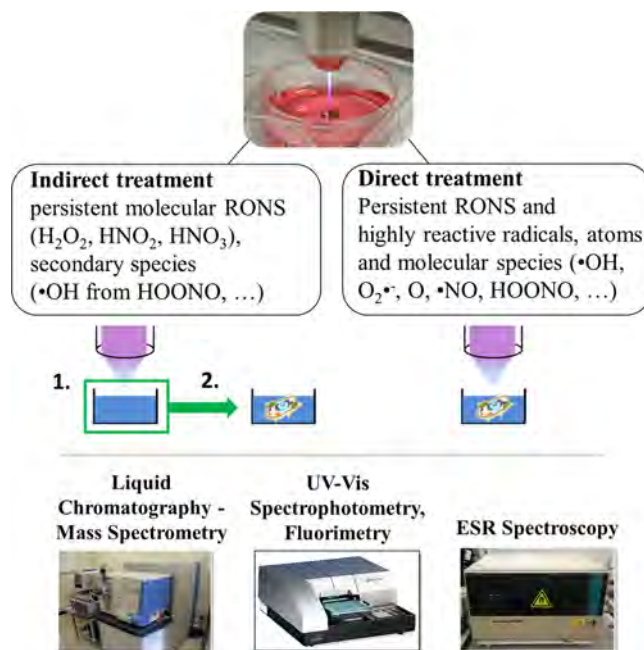 Indirect treatment
persistent molecular RONS
(H₂O₂, HNO₂, HNO₃),
secondary species
(•OH from HOONO, …)
Direct treatment
Persistent RONS and
highly reactive radicals, atoms
and molecular species (•OH,
O₂•⁻, O, •NO, HOONO, …)
1.
2.
Liquid
Chromatography -
Mass Spectrometry
UV-Vis
Spectrophotometry,
Fluorimetry
ESR Spectroscopy